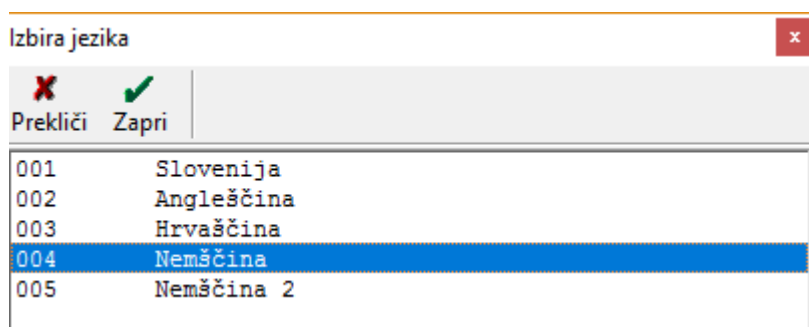 Izbira jezika
x
Prekliči Zapri
001 Slovenija
002 Angleščina
003 Hrvaščina
004 Nemščina
005 Nemščina 2